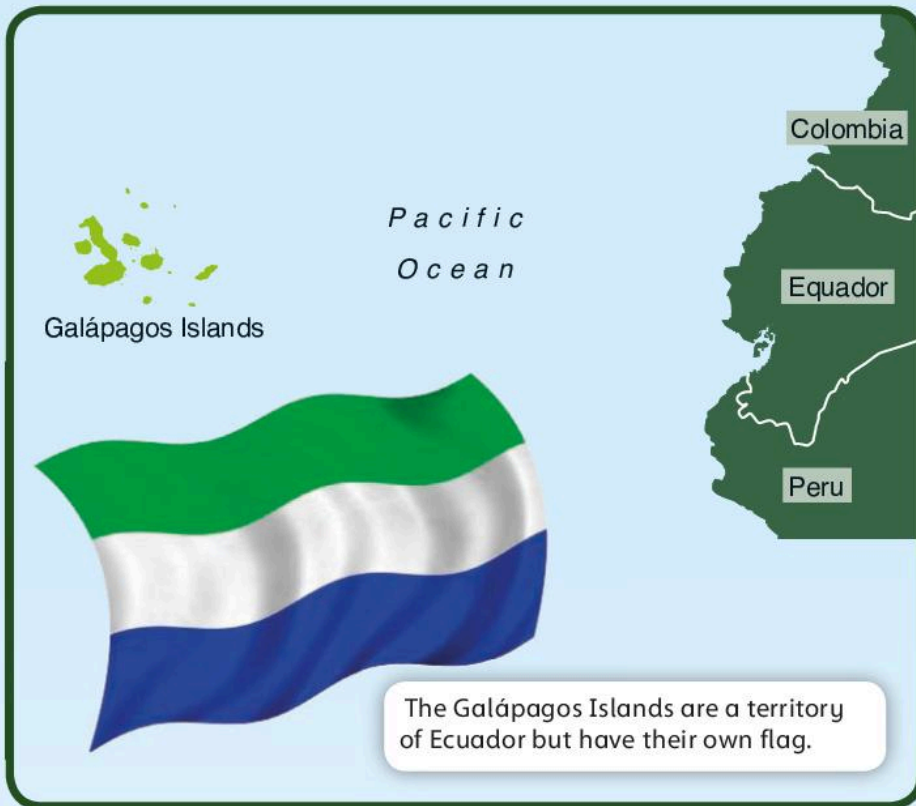 Colombia
Pacific
Ocean
Equador
Galápagos Islands
Peru
The Galápagos Islands are a territory
of Ecuador but have their own flag.